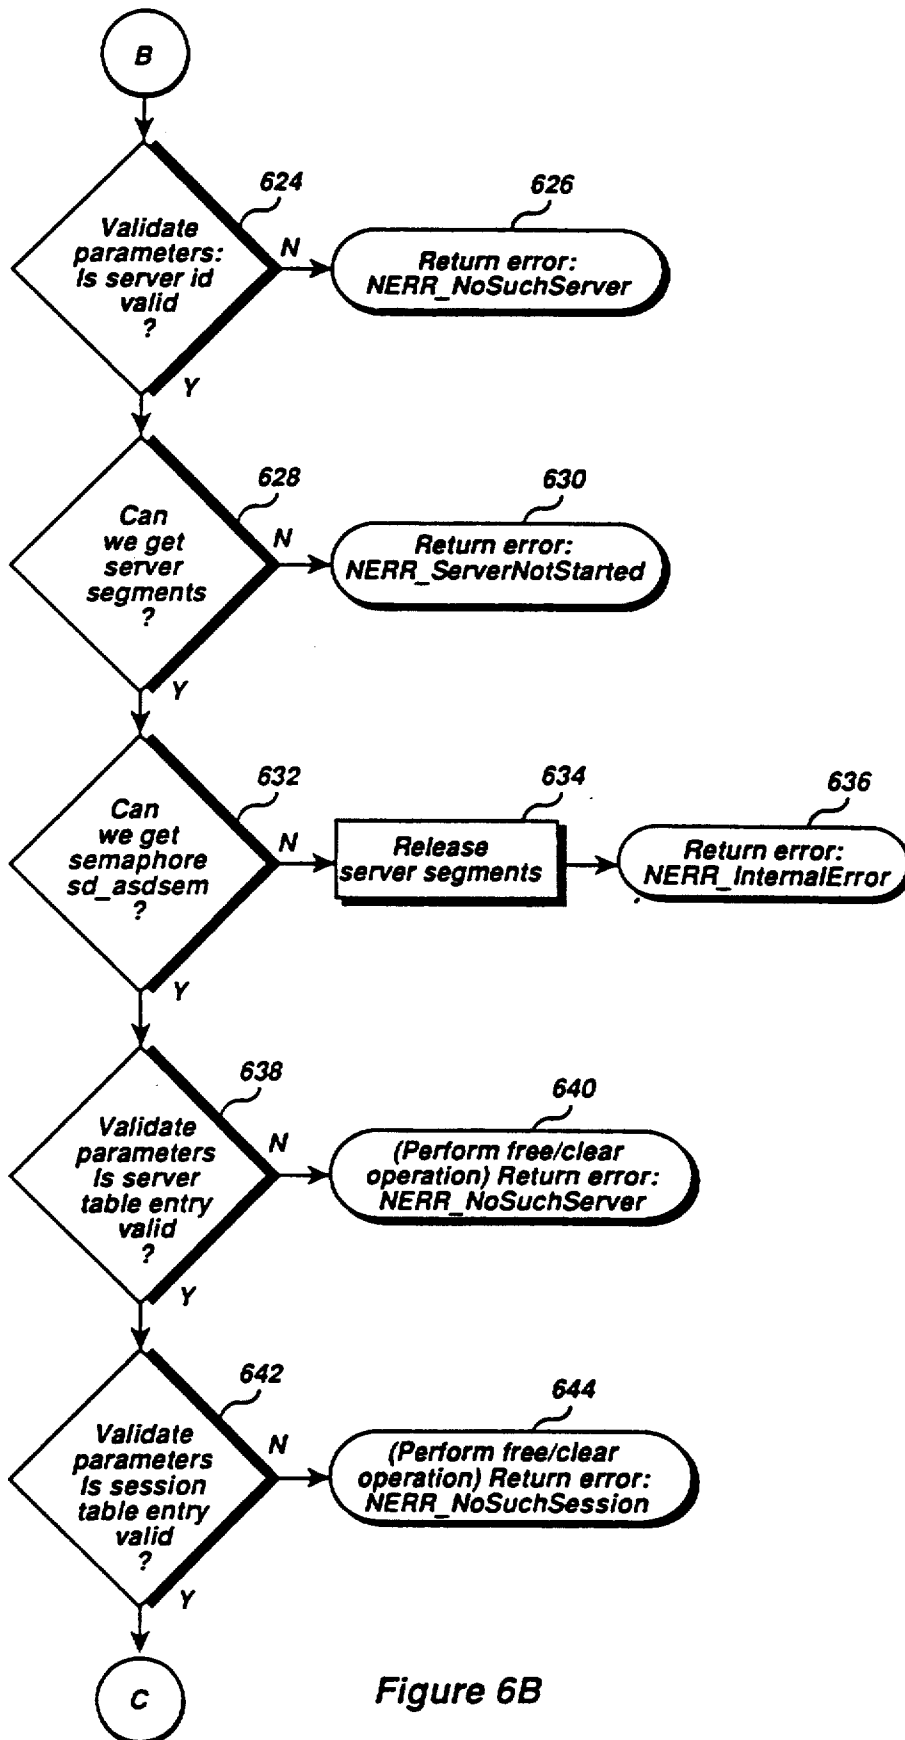 B
624
Validate
parameters:
Is server id
valid
?
N
Y
626
Return error:
NERR_NoSuchServer
628
Can
we get
server
segments
?
N
Y
630
Return error:
NERR_ServerNotStarted
632
Can
we get
semaphore
sd_asdsem
?
N
Y
634
Release
server segments
636
Return error:
NERR_InternalError
638
Validate
parameters
Is server
table entry
valid
?
N
Y
640
(Perform free/clear
operation) Return error:
NERR_NoSuchServer
642
Validate
parameters
Is session
table entry
valid
?
N
Y
644
(Perform free/clear
operation) Return error:
NERR_NoSuchSession
C
Figure 6B